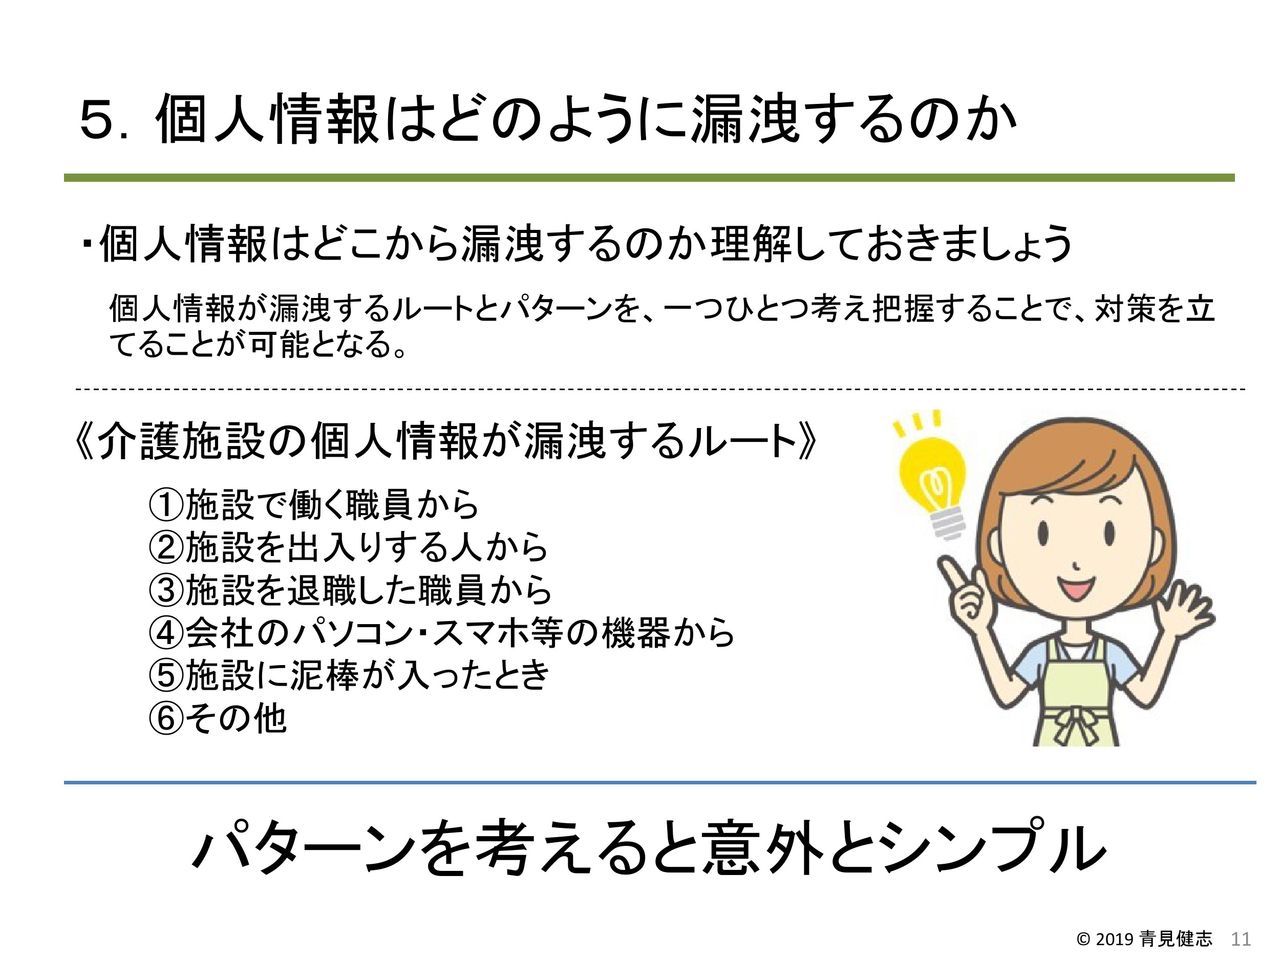 ５．個人情報はどのように漏洩するのか
・個人情報はどこから漏洩するのか理解しておきましょう
個人情報が漏洩するルートとパターンを、一つひとつ考え把握することで、対策を立
てることが可能となる。
《介護施設の個人情報が漏洩するルート》
①施設で働く職員から
②施設を出入りする人から
③施設を退職した職員から
④会社のパソコン・スマホ等の機器から
⑤施設に泥棒が入ったとき
⑥その他
パターンを考えると意外とシンプル
© 2019 青見健志 11